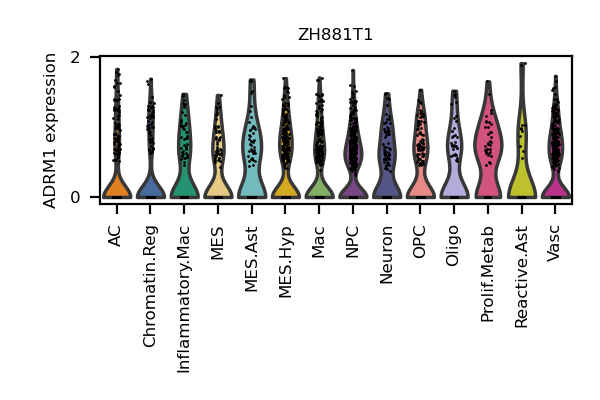 ZH881T1
ADRM1 expression
2
0
AC
Chromatin.Reg
Inflammatory.Mac
MES
MES.Ast
MES.Hyp
Mac
NPC
Neuron
OPC
Oligo
Prolif.Metab
Reactive.Ast
Vasc